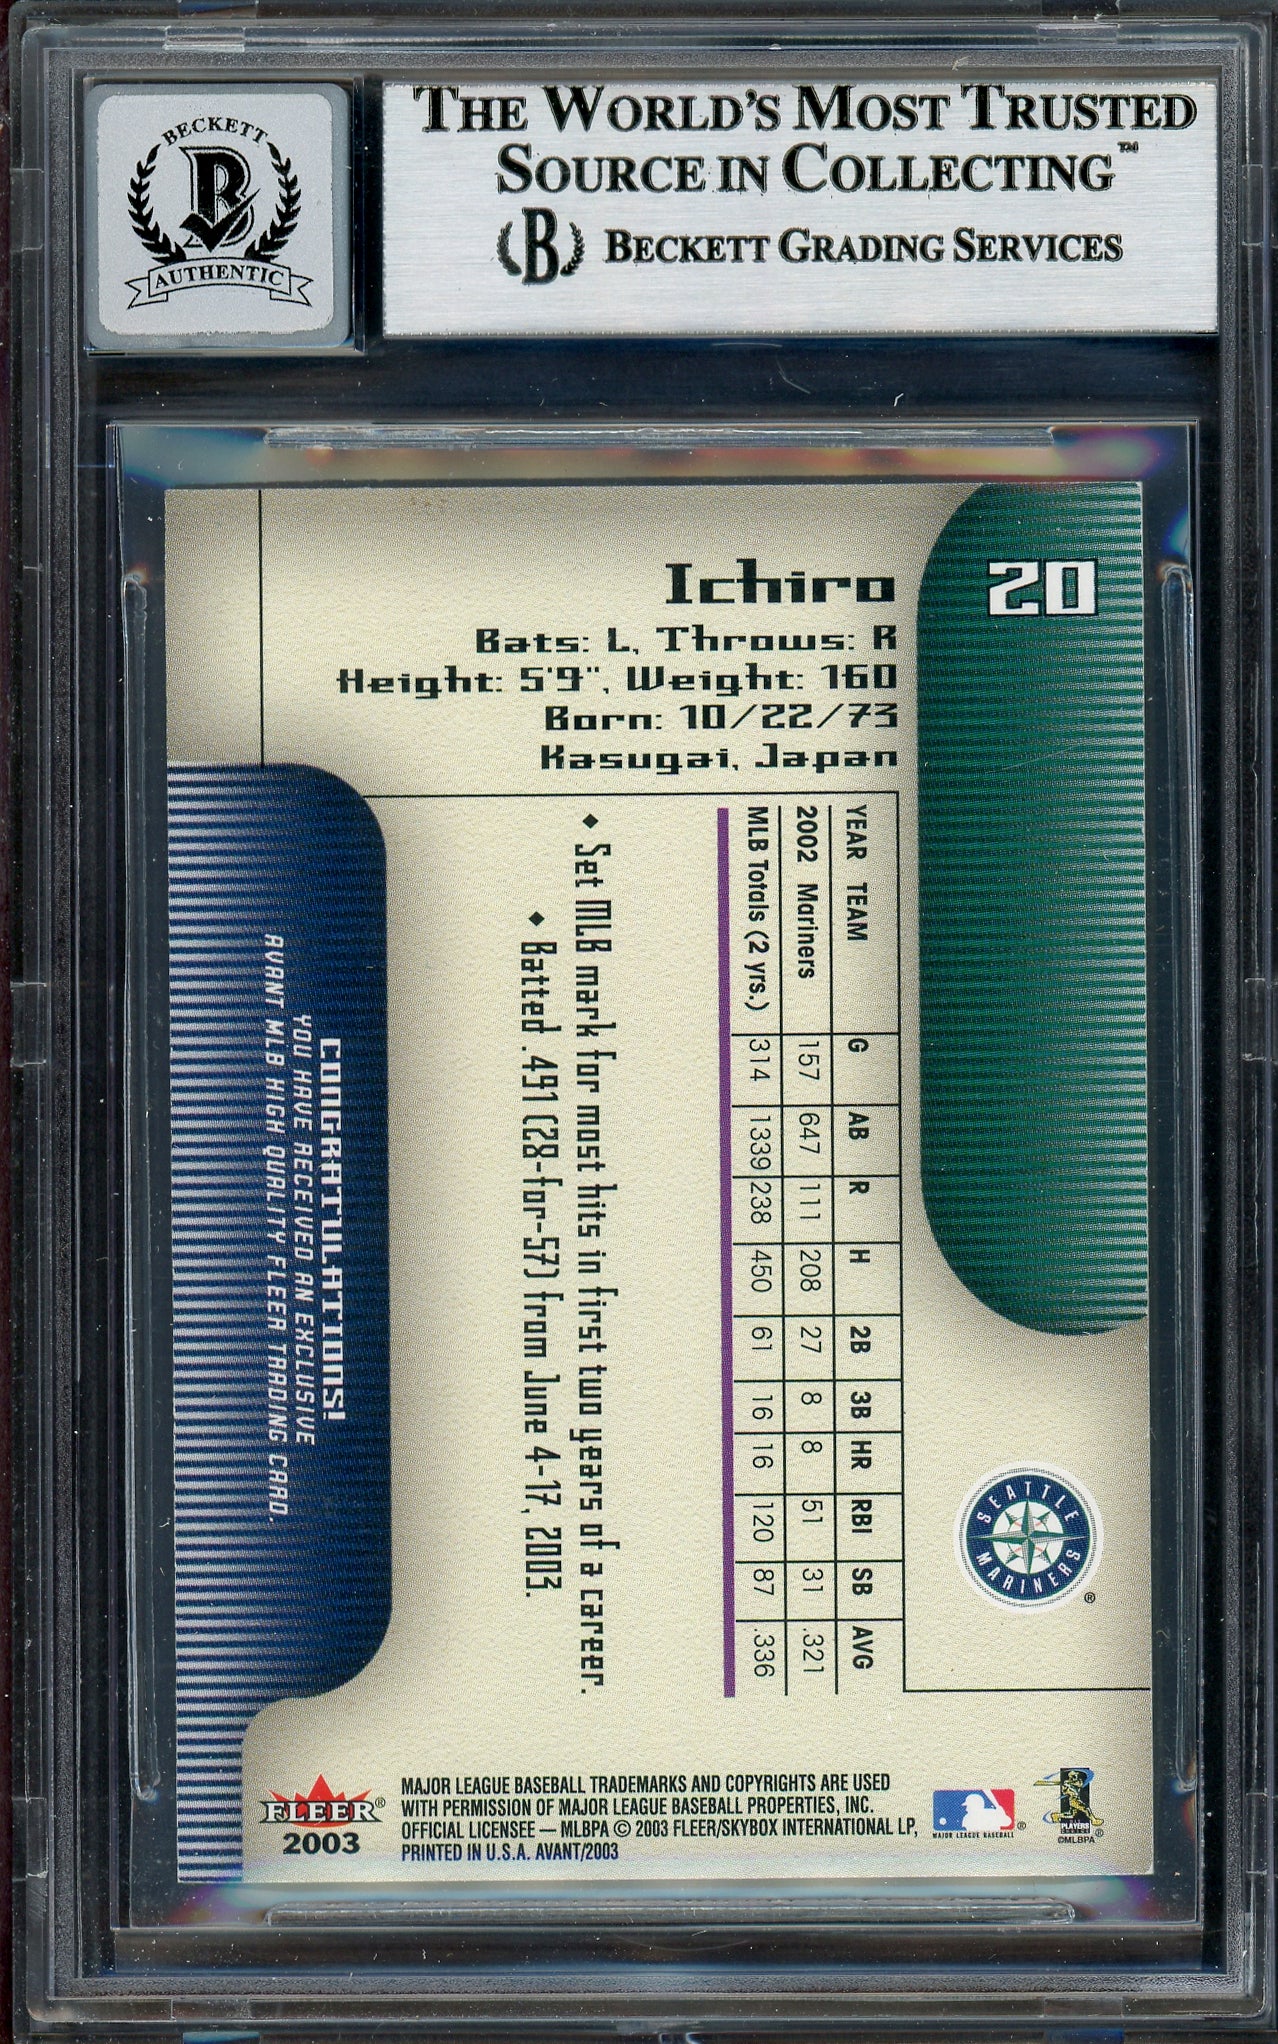 BECKETT
B
AUTHENTIC
THE WORLD'S MOST TRUSTED
SOURCE IN COLLECTING™
B BECKETT GRADING SERVICES
20
Ichiro
Bats: L, Throws: R
Height: 5'9", Weight: 160
Born: 10/22/73
Kasugai, Japan
YEAR TEAM G AB R H 2B 3B HR RBI SB AVG
2002 Mariners 157 647 111 208 27 8 8 51 31 .321
MLB Totals (2 yrs.) 314 1339 238 450 61 16 16 120 87 .336
◆ Set MLB mark for most hits in first two years of a career.
◆ Batted .491 (28-for-57) from June 4-17, 2003.
CONGRATULATIONS!
YOU HAVE RECEIVED AN EXCLUSIVE
AVANT MLB HIGH QUALITY FLEER TRADING CARD.
SEATTLE
MARINERS
®
FLEER®
2003
MAJOR LEAGUE BASEBALL TRADEMARKS AND COPYRIGHTS ARE USED
WITH PERMISSION OF MAJOR LEAGUE BASEBALL PROPERTIES, INC.
OFFICIAL LICENSEE — MLBPA © 2003 FLEER/SKYBOX INTERNATIONAL LP,
PRINTED IN U.S.A. AVANT/2003
MAJOR LEAGUE BASEBALL®
PLAYERS
®
©MLBPA